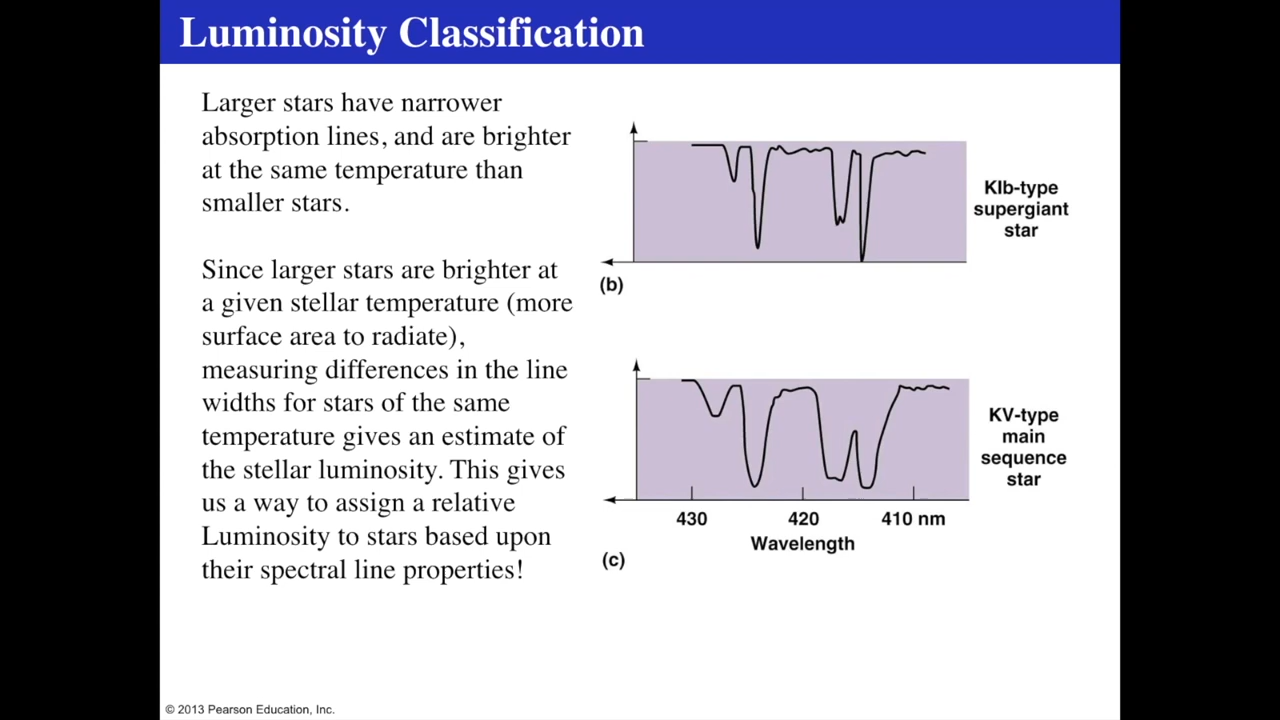 Luminosity Classification
Larger stars have narrower
absorption lines, and are brighter
at the same temperature than
smaller stars.
Since larger stars are brighter at
a given stellar temperature (more
surface area to radiate),
measuring differences in the line
widths for stars of the same
temperature gives an estimate of
the stellar luminosity. This gives
us a way to assign a relative
Luminosity to stars based upon
their spectral line properties!
KIb-type
supergiant
star
(b)
KV-type
main
sequence
star
430 420 410 nm
Wavelength
(c)
© 2013 Pearson Education, Inc.